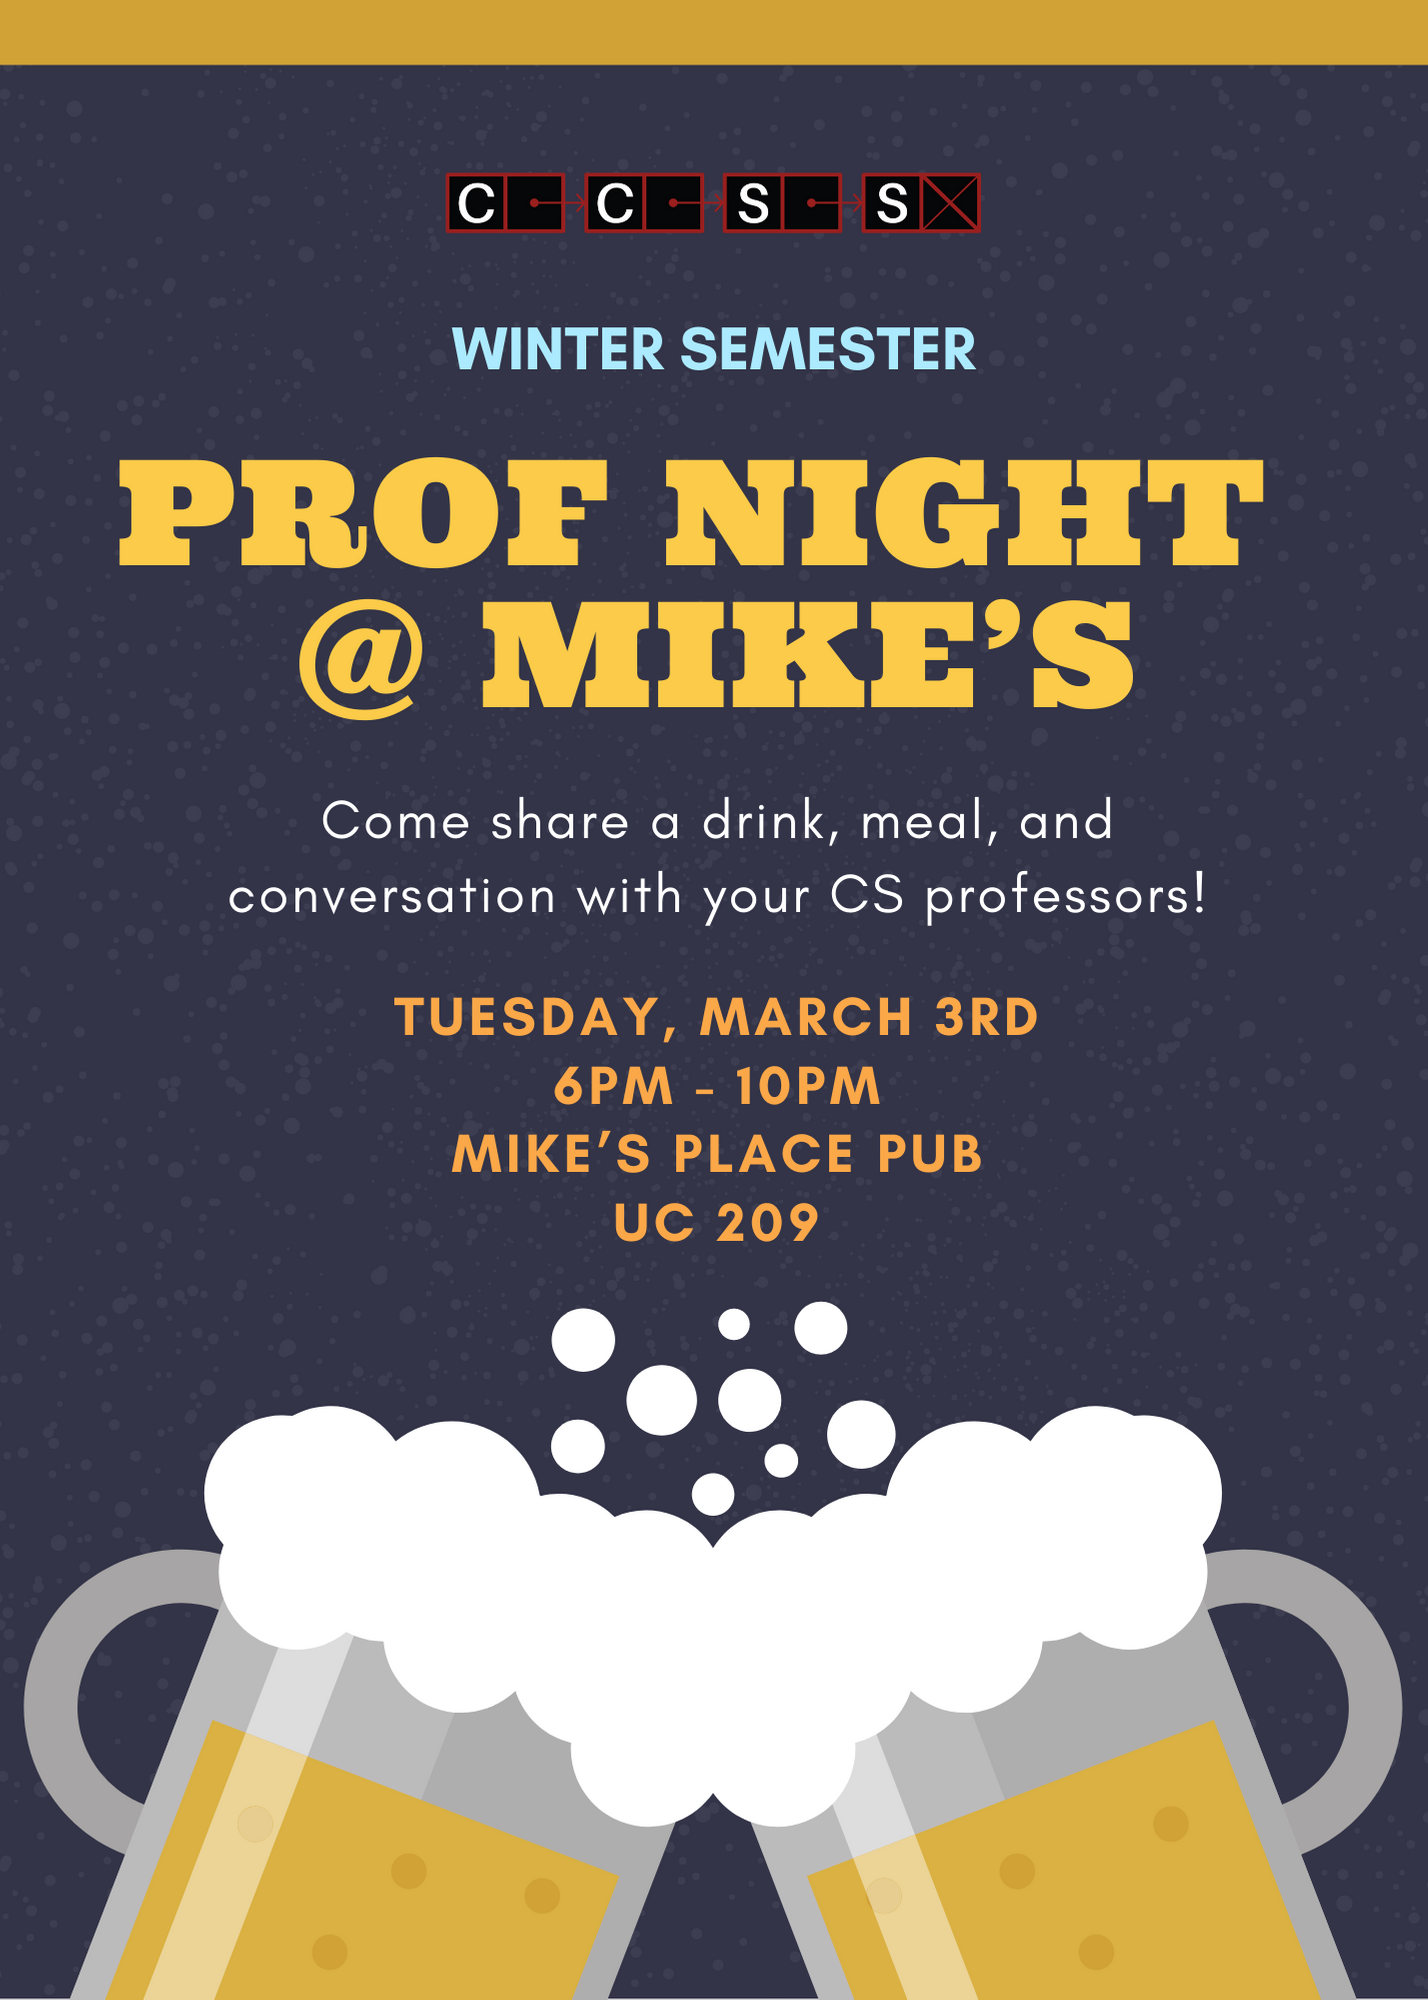 C C S S
WINTER SEMESTER
PROF NIGHT
@ MIKE’S
Come share a drink, meal, and
conversation with your CS professors!
TUESDAY, MARCH 3RD
6PM - 10PM
MIKE’S PLACE PUB
UC 209